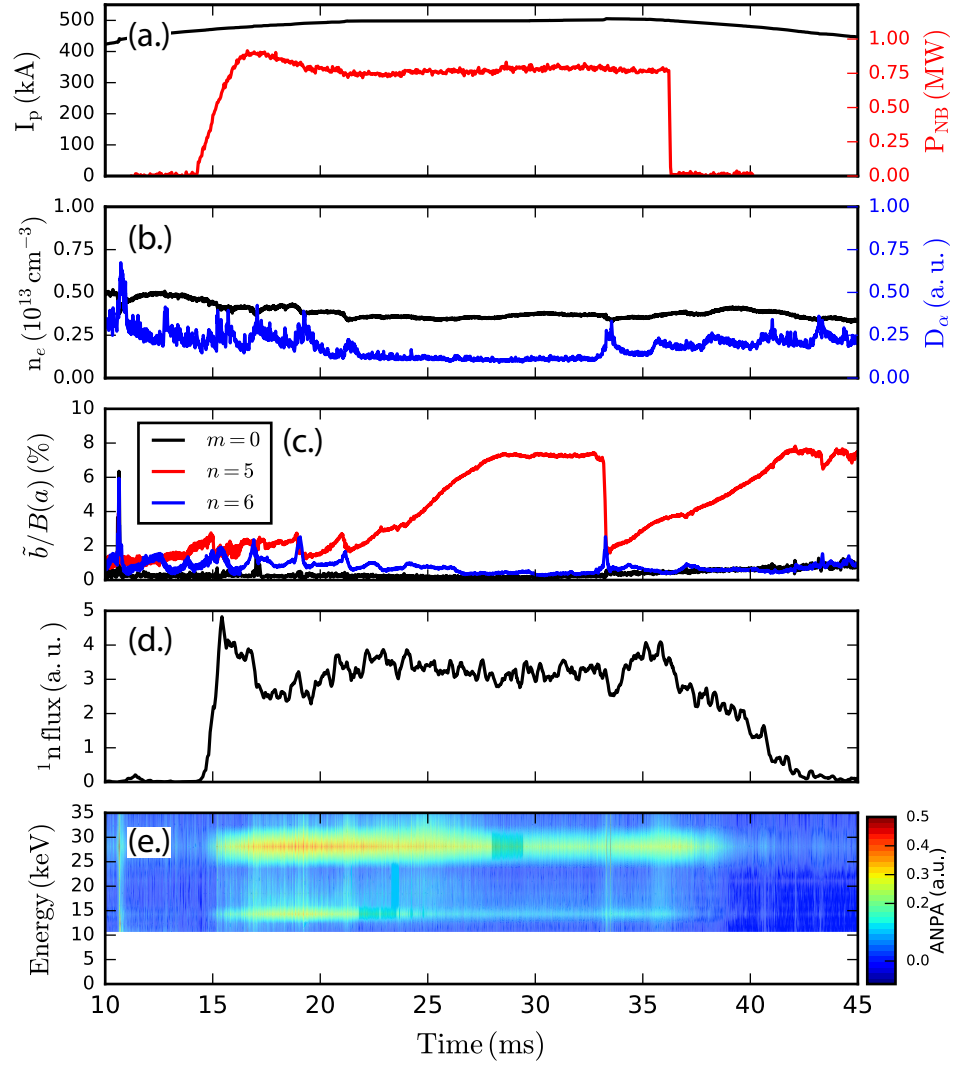 (a.)
500
400
300
200
100
0
I_p (kA)
1.00
0.75
0.50
0.25
0.00
P_NB (MW)
(b.)
1.00
0.75
0.50
0.25
0.00
n_e (10^13 cm^−3)
1.00
0.75
0.50
0.25
0.00
D_α (a. u.)
(c.)
10
8
6
4
2
0
b̃/B(a) (%)
m = 0
n = 5
n = 6
(d.)
5
4
3
2
1
0
^1n flux (a. u.)
(e.)
35
30
25
20
15
10
5
0
Energy (keV)
0.5
0.4
0.3
0.2
0.0
ANPA (a.u.)
10 15 20 25 30 35 40 45
Time (ms)